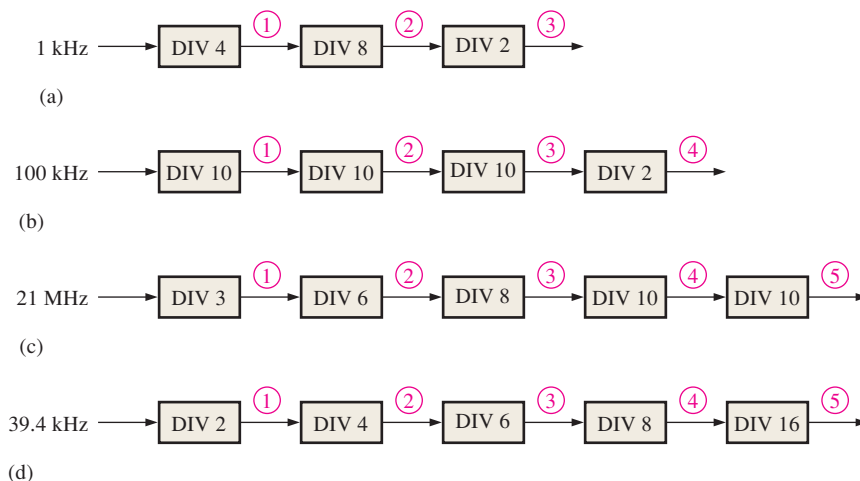 ① ② ③
1 kHz DIV 4 DIV 8 DIV 2
(a)
① ② ③ ④
100 kHz DIV 10 DIV 10 DIV 10 DIV 2
(b)
① ② ③ ④ ⑤
21 MHz DIV 3 DIV 6 DIV 8 DIV 10 DIV 10
(c)
① ② ③ ④ ⑤
39.4 kHz DIV 2 DIV 4 DIV 6 DIV 8 DIV 16
(d)